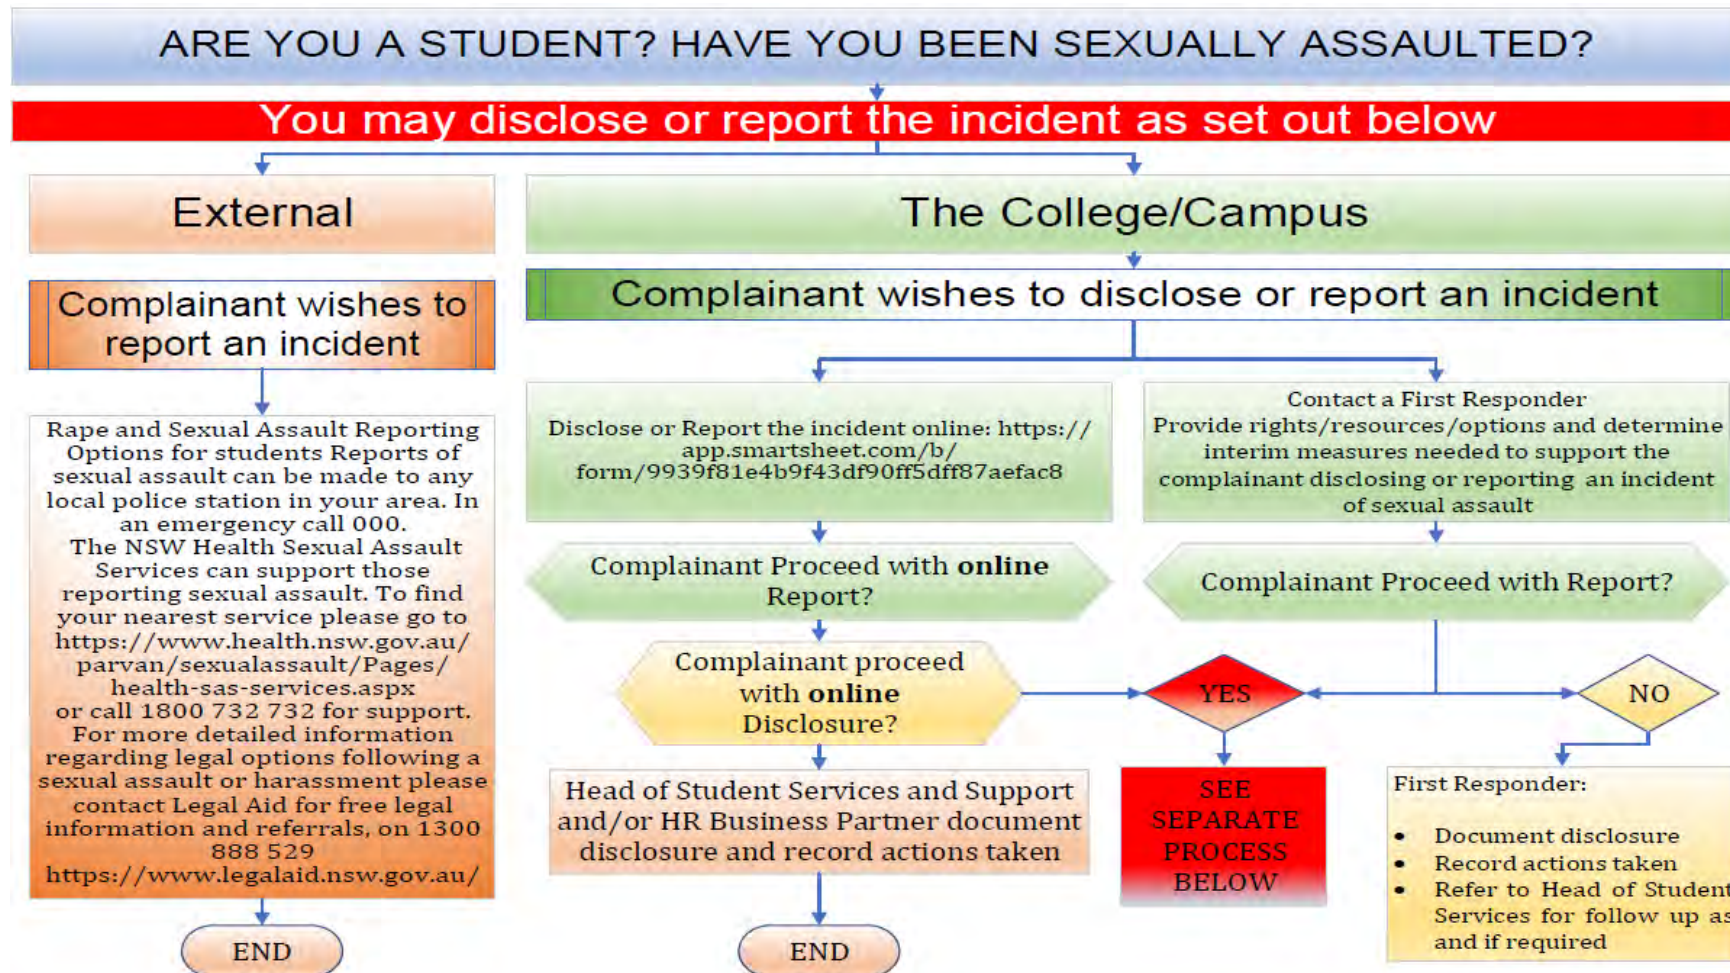 ARE YOU A STUDENT? HAVE YOU BEEN SEXUALLY ASSAULTED?
You may disclose or report the incident as set out below
External
Complainant wishes to
report an incident
Rape and Sexual Assault Reporting
Options for students Reports of
sexual assault can be made to any
local police station in your area. In
an emergency call 000.
The NSW Health Sexual Assault
Services can support those
reporting sexual assault. To find
your nearest service please go to
https://www.health.nsw.gov.au/
parvan/sexualassault/Pages/
health-sas-services.aspx
or call 1800 732 732 for support.
For more detailed information
regarding legal options following a
sexual assault or harassment please
contact Legal Aid for free legal
information and referrals, on 1300
888 529
https://www.legalaid.nsw.gov.au/
END
The College/Campus
Complainant wishes to disclose or report an incident
Disclose or Report the incident online: https://
app.smartsheet.com/b/
form/9939f81e4b9f43df90ff5dff87aefac8
Complainant Proceed with online
Report?
Complainant proceed
with online
Disclosure?
Head of Student Services and Support
and/or HR Business Partner document
disclosure and record actions taken
END
Contact a First Responder
Provide rights/resources/options and determine
interim measures needed to support the
complainant disclosing or reporting an incident
of sexual assault
Complainant Proceed with Report?
YES
SEE
SEPARATE
PROCESS
BELOW
NO
First Responder:
• Document disclosure
• Record actions taken
• Refer to Head of Student
Services for follow up as
and if required